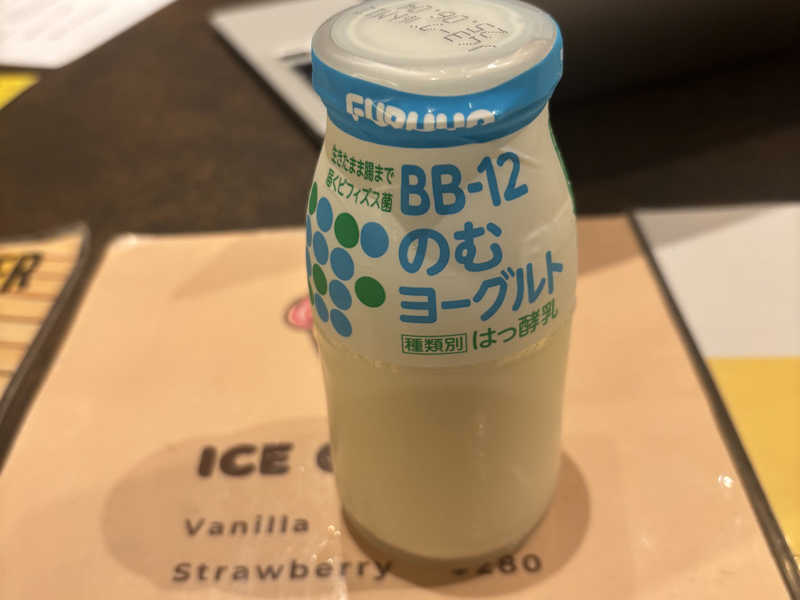 FURUYA
生きたまま腸まで
届くビフィズス菌
BB-12
のむ
ヨーグルト
種類別 はっ酵乳
ER
ICE
Vanilla
Strawberry 280